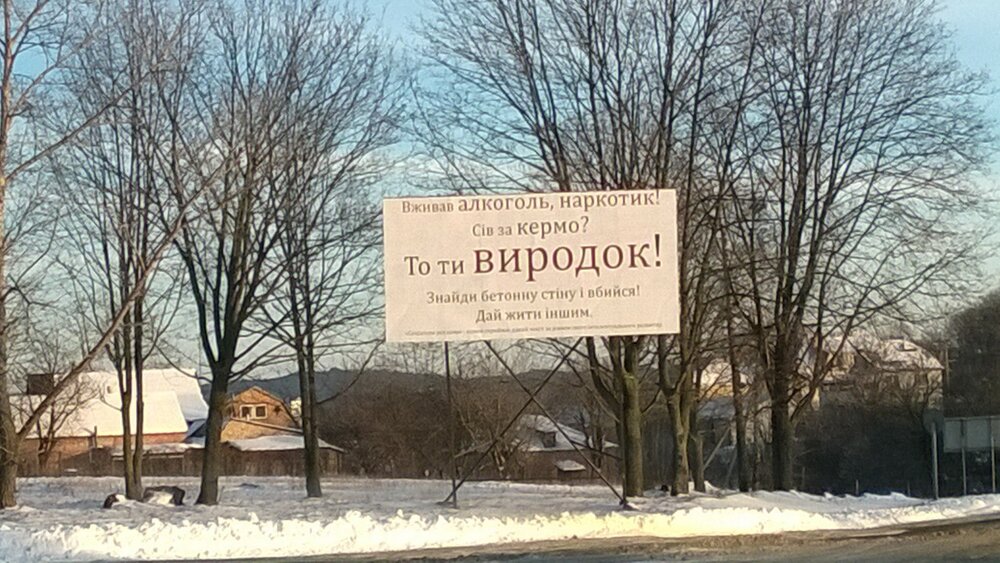 Вживав алкоголь, наркотик!
Сів за кермо?
То ти виродок!
Знайди бетонну стіну і вбийся!
Дай жити іншим.